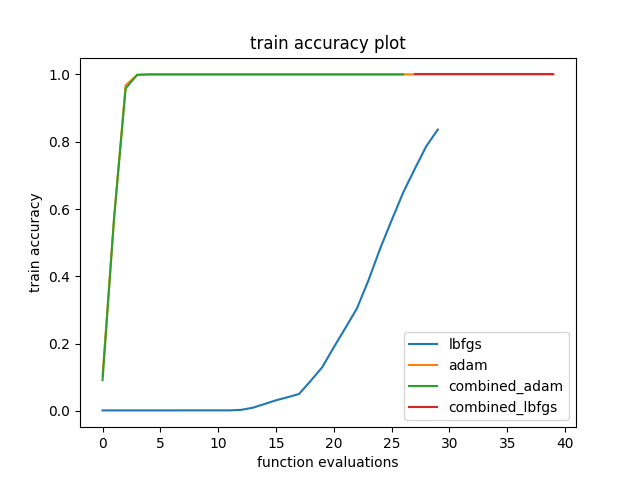 train accuracy plot
train accuracy
1.0
0.8
0.6
0.4
0.2
0.0
lbfgs
adam
combined_adam
combined_lbfgs
0 5 10 15 20 25 30 35 40
function evaluations